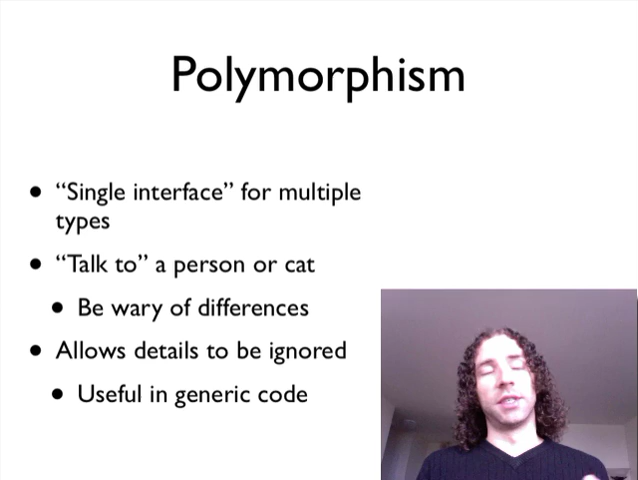 Polymorphism
• “Single interface” for multiple
types
• “Talk to” a person or cat
• Be wary of differences
• Allows details to be ignored
• Useful in generic code